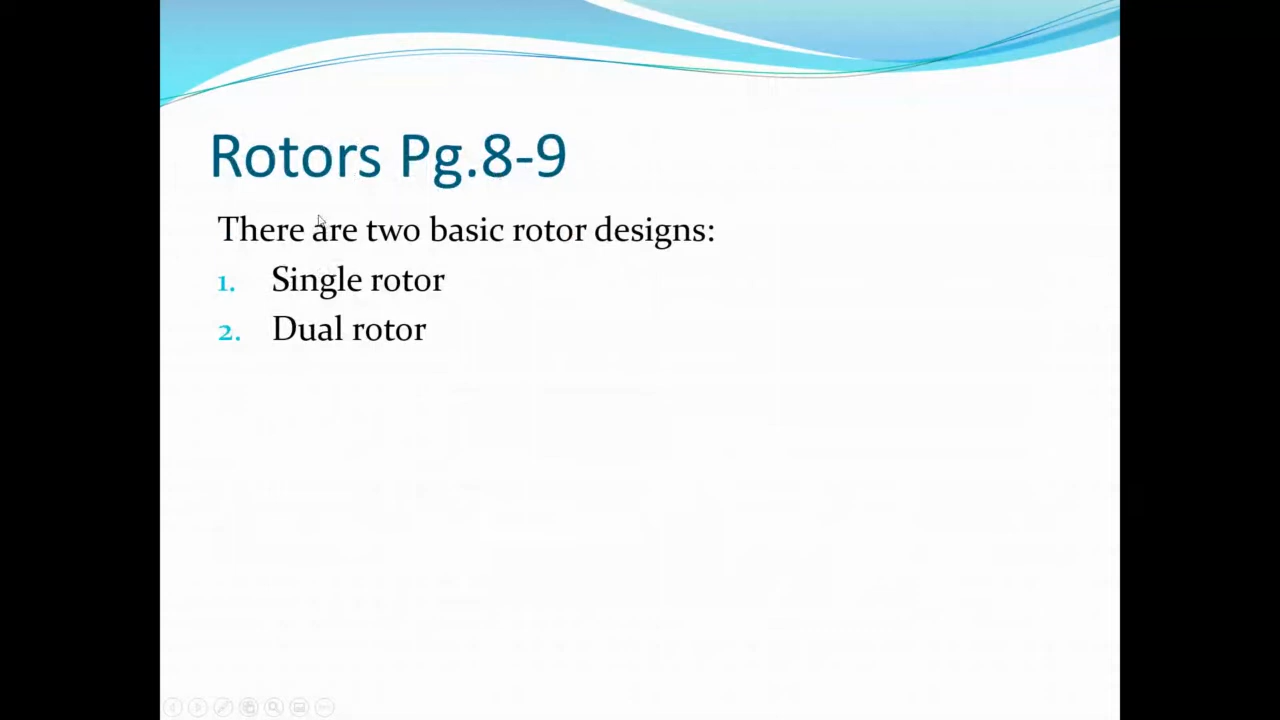 Rotors Pg.8-9
There are two basic rotor designs:
1. Single rotor
2. Dual rotor